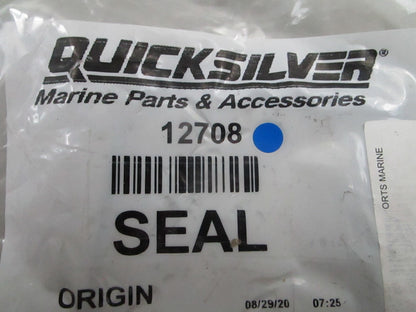 QUICKSILVER
Marine Parts & Accessories
12708
SEAL
ORIGIN 08/29/20 07:25
ORTS MARINE